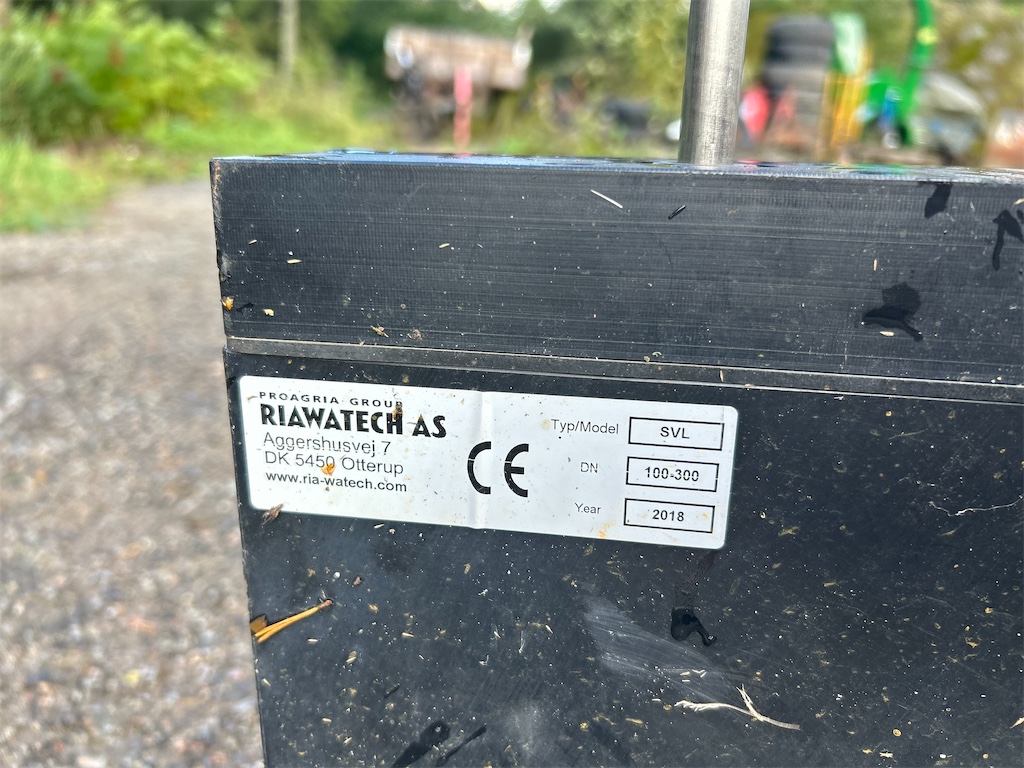 PROAGRIA GROUP
RIAWATECH AS
Aggershusvej 7
DK 5450 Otterup
www.ria-watech.com
CE
Typ/Model SVL
DN 100-300
Year 2018